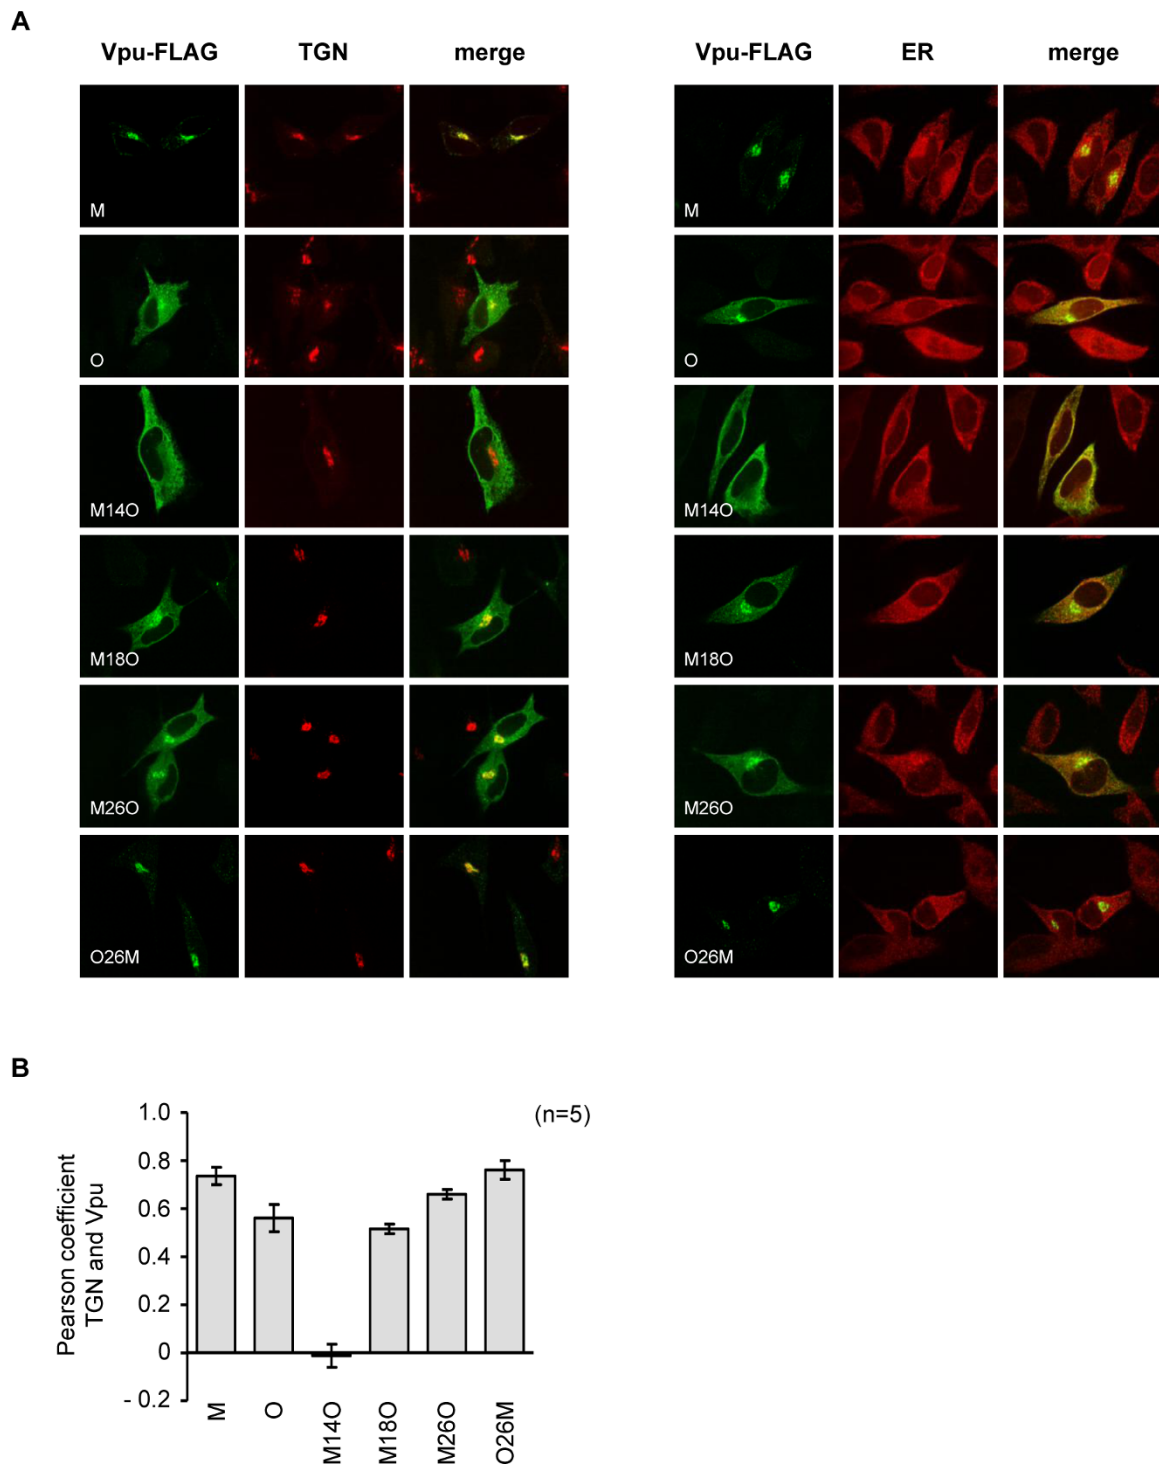 A
Vpu-FLAG TGN merge Vpu-FLAG ER merge
M M
O O
M14O M14O
M18O M18O
M26O M26O
O26M O26M
B
(n=5)
Pearson coefficient
TGN and Vpu
1.0
0.8
0.6
0.4
0.2
0
- 0.2
M O M14O M18O M26O O26M